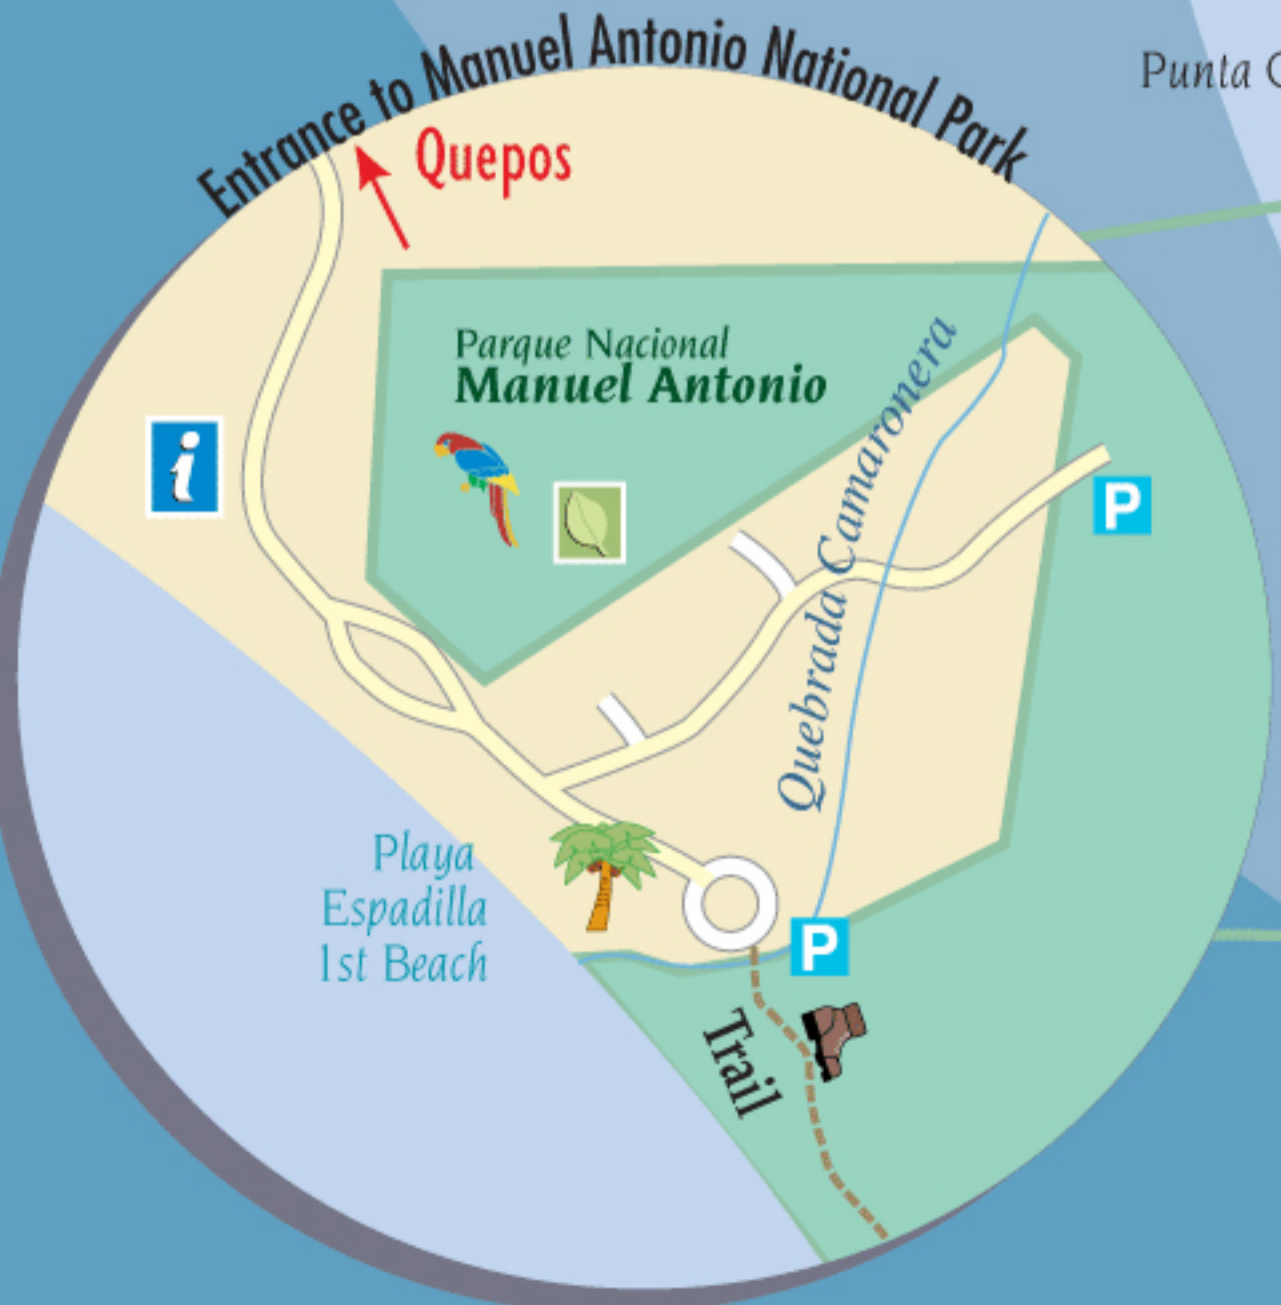 Entrance to Manuel Antonio National Park
Punta
Quepos
Parque Nacional
Manuel Antonio
Quebrada Camaronera
i
P
Playa
Espadilla
1st Beach
P
Trail